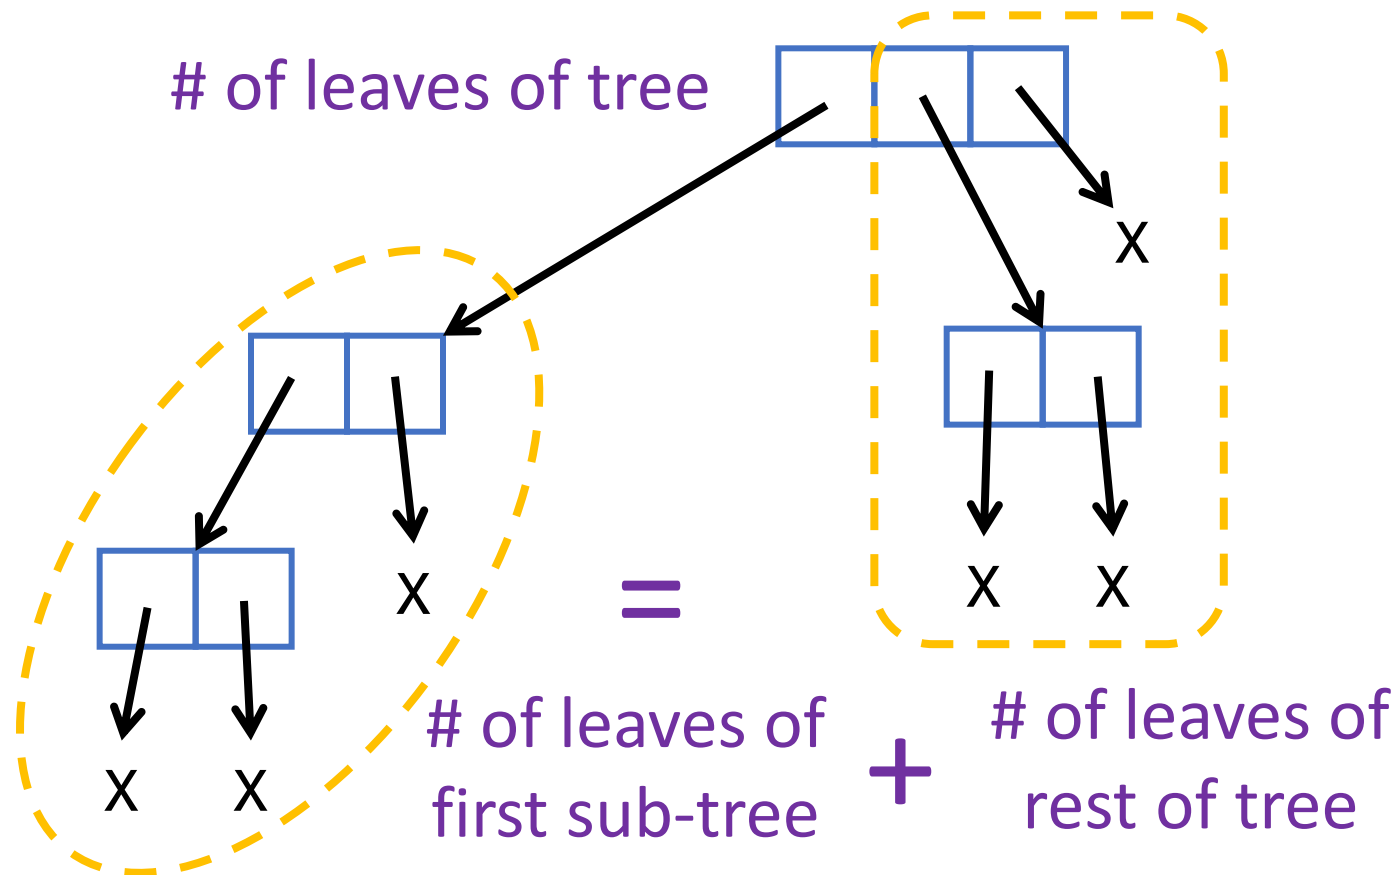 # of leaves of tree
X
X
X
X
X
X
=
# of leaves of
first sub-tree
+
# of leaves of
rest of tree